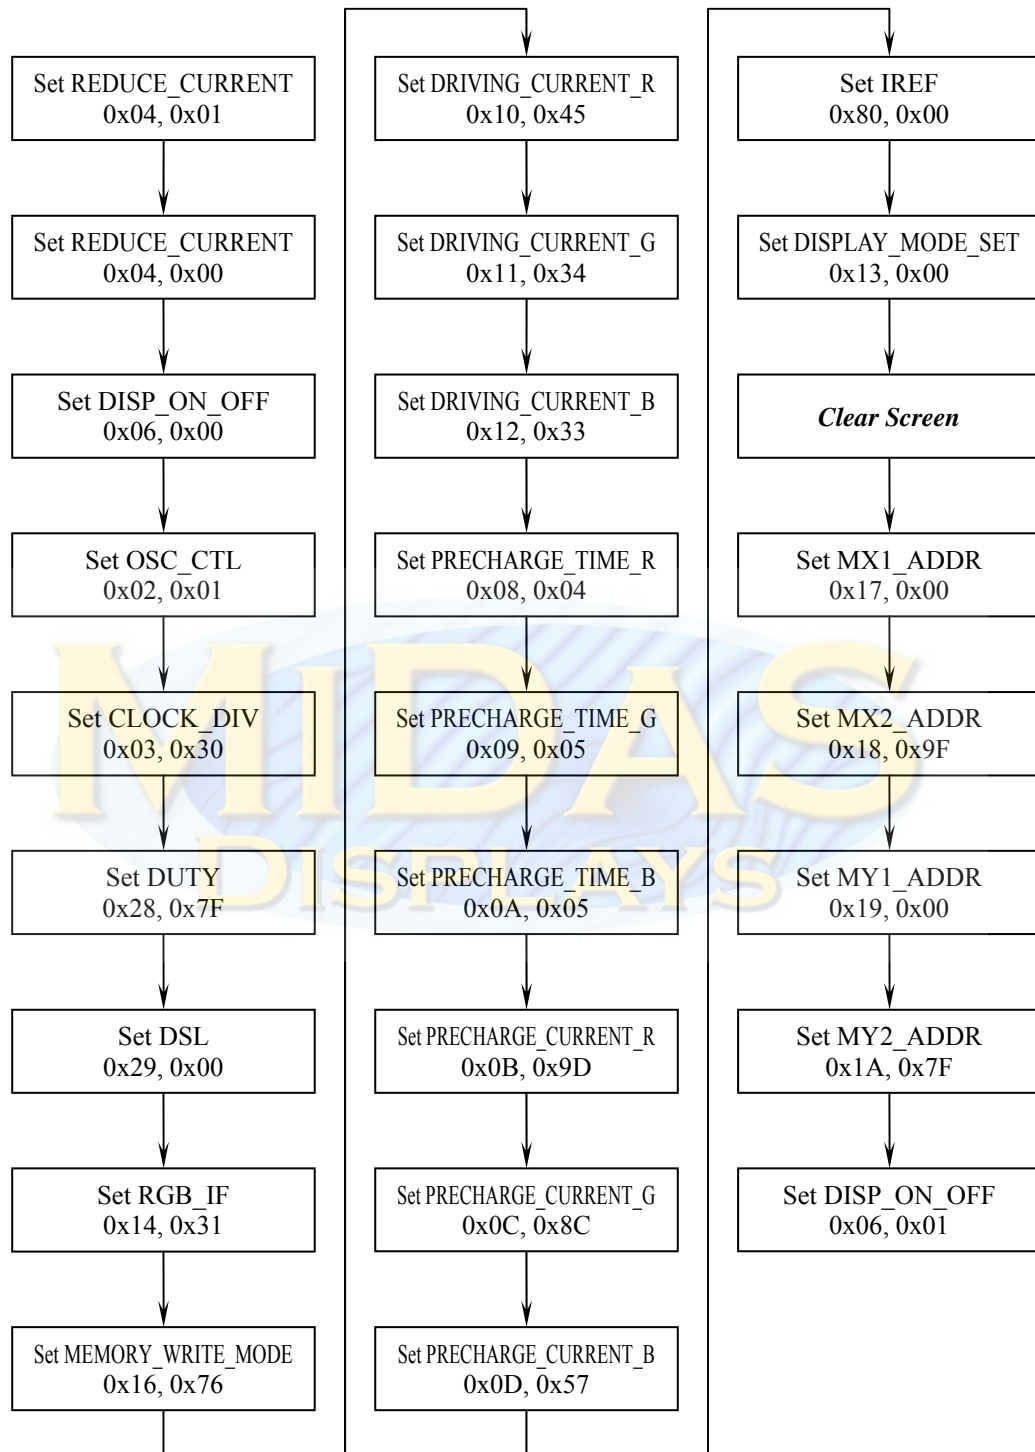 Set REDUCE_CURRENT
0x04, 0x01
Set REDUCE_CURRENT
0x04, 0x00
Set DISP_ON_OFF
0x06, 0x00
Set OSC_CTL
0x02, 0x01
Set CLOCK_DIV
0x03, 0x30
Set DUTY
0x28, 0x7F
Set DSL
0x29, 0x00
Set RGB_IF
0x14, 0x31
Set MEMORY_WRITE_MODE
0x16, 0x76
Set DRIVING_CURRENT_R
0x10, 0x45
Set DRIVING_CURRENT_G
0x11, 0x34
Set DRIVING_CURRENT_B
0x12, 0x33
Set PRECHARGE_TIME_R
0x08, 0x04
Set PRECHARGE_TIME_G
0x09, 0x05
Set PRECHARGE_TIME_B
0x0A, 0x05
Set PRECHARGE_CURRENT_R
0x0B, 0x9D
Set PRECHARGE_CURRENT_G
0x0C, 0x8C
Set PRECHARGE_CURRENT_B
0x0D, 0x57
Set IREF
0x80, 0x00
Set DISPLAY_MODE_SET
0x13, 0x00
Clear Screen
Set MX1_ADDR
0x17, 0x00
Set MX2_ADDR
0x18, 0x9F
Set MY1_ADDR
0x19, 0x00
Set MY2_ADDR
0x1A, 0x7F
Set DISP_ON_OFF
0x06, 0x01
MIDAS
DISPLAYS